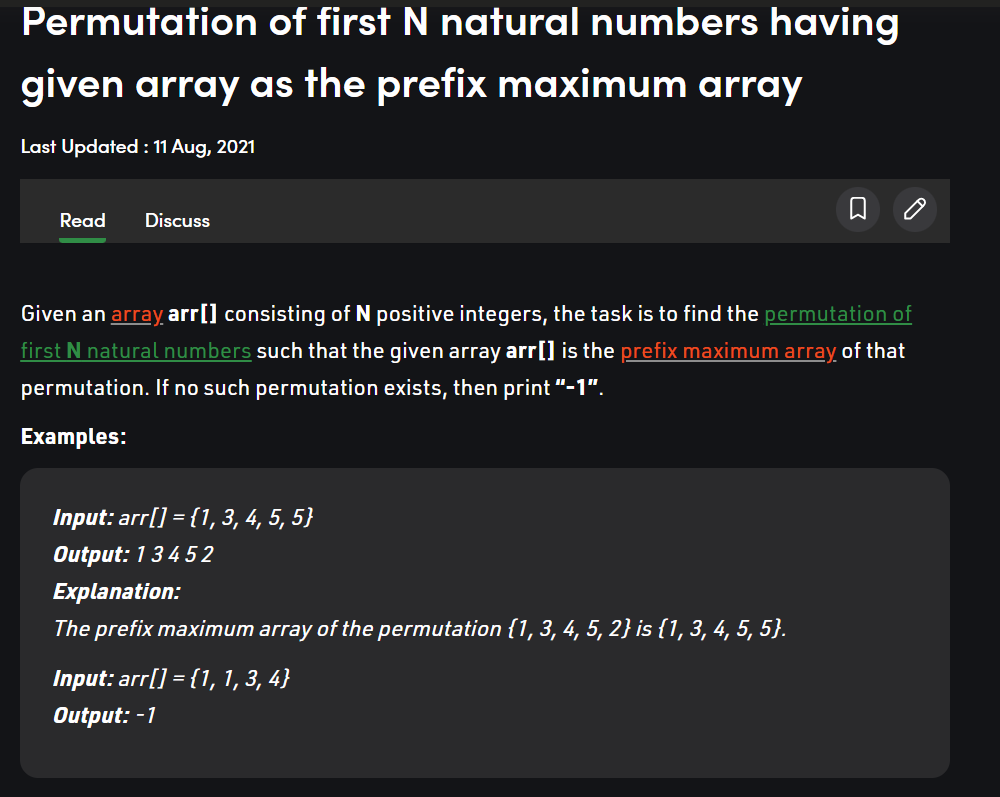 Permutation of first N natural numbers having
given array as the prefix maximum array
Last Updated : 11 Aug, 2021
Read Discuss
Given an array arr[] consisting of N positive integers, the task is to find the permutation of
first N natural numbers such that the given array arr[] is the prefix maximum array of that
permutation. If no such permutation exists, then print “-1”.
Examples:
Input: arr[] = {1, 3, 4, 5, 5}
Output: 1 3 4 5 2
Explanation:
The prefix maximum array of the permutation {1, 3, 4, 5, 2} is {1, 3, 4, 5, 5}.
Input: arr[] = {1, 1, 3, 4}
Output: -1